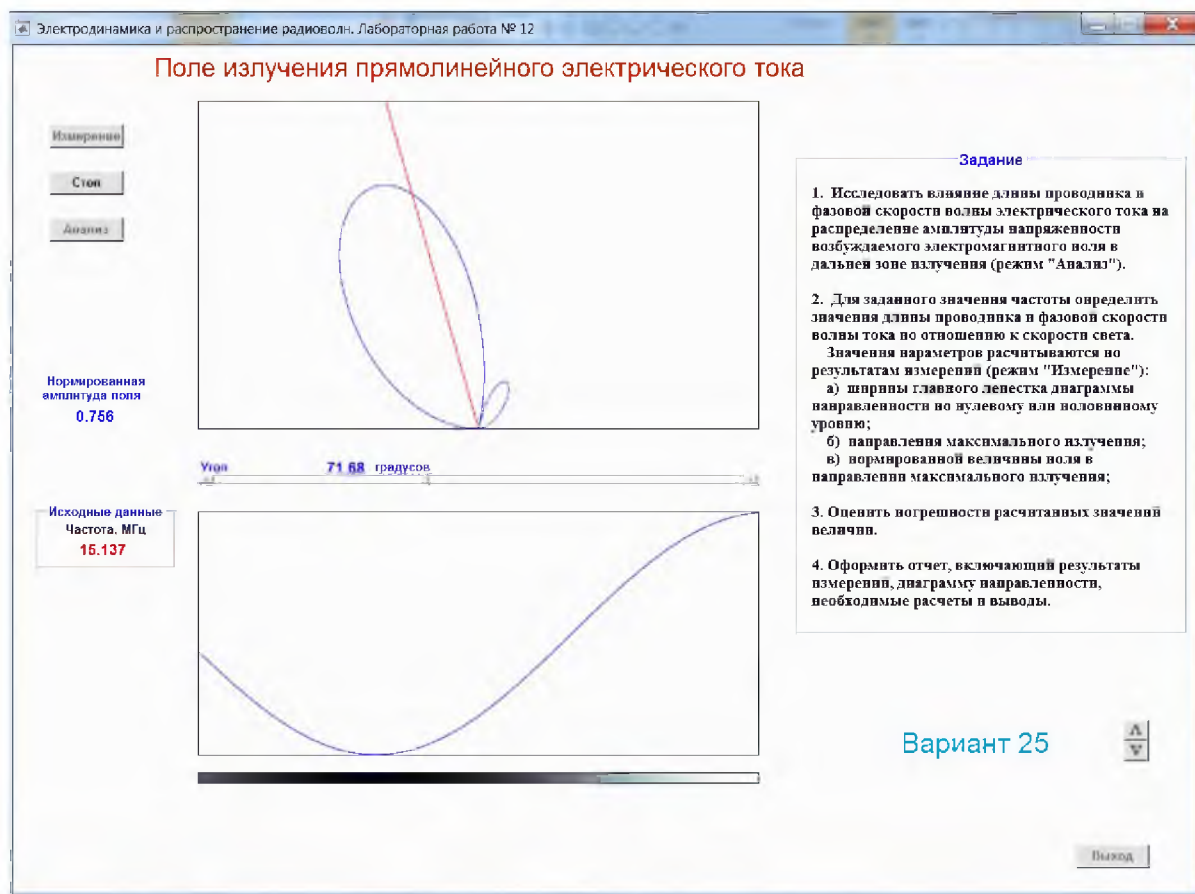 Электродинамика и распространение радиоволн. Лабораторная работа № 12
Поле излучения прямолинейного электрического тока
Измерение
Стоп
Анализ
Нормированная
амплитуда поля
0.756
Угол 71.68 градусов
Исходные данные
Частота. МГц
15.137
Задание
1. Исследовать влияние длины проводника и
фазовой скорости волны электрического тока на
распределение амплитуды напряженности
возбуждаемого электромагнитного поля в
дальней зоне излучения (режим "Анализ").
2. Для заданного значения частоты определить
значения длины проводника и фазовой скорости
волны тока по отношению к скорости света.
Значения параметров расчитываются по
результатам измерений (режим "Измерение"):
а) ширины главного лепестка диаграммы
направленности по нулевому или половинному
уровню;
б) направления максимального излучения;
в) нормированной величины поля в
направлении максимального излучения;
3. Оценить погрешности расчитанных значений
величин.
4. Оформить отчет, включающий результаты
измерений, диаграмму направленности,
необходимые расчеты и выводы.
Вариант 25
Λ
V
Выход